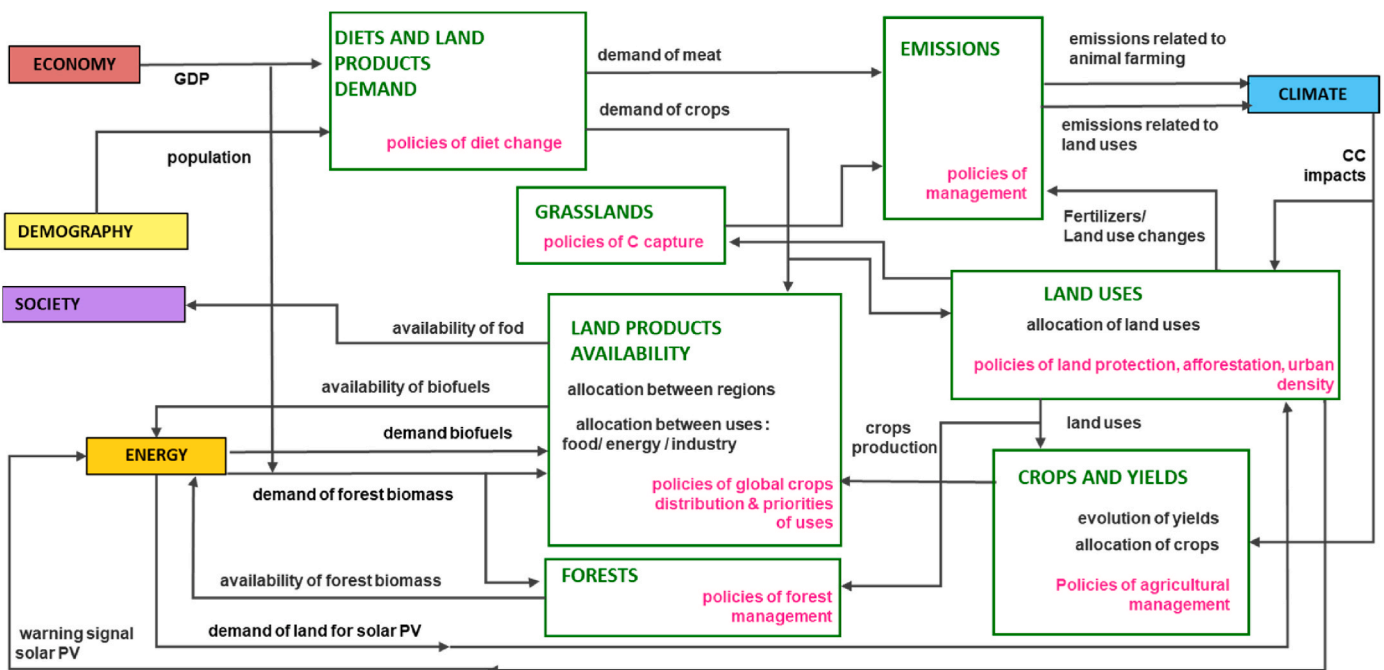 ECONOMY
GDP
DIETS AND LAND
PRODUCTS
DEMAND
policies of diet change
demand of meat
demand of crops
EMISSIONS
policies of
management
emissions related to
animal farming
CLIMATE
emissions related to
land uses
CC
impacts
population
DEMOGRAPHY
GRASSLANDS
policies of C capture
Fertilizers/
Land use changes
SOCIETY
availability of fod
LAND PRODUCTS
AVAILABILITY
allocation between regions
allocation between uses :
food/ energy / industry
policies of global crops
distribution & priorities
of uses
LAND USES
allocation of land uses
policies of land protection, afforestation, urban
density
availability of biofuels
demand biofuels
ENERGY
demand of forest biomass
crops
production
land uses
CROPS AND YIELDS
evolution of yields
allocation of crops
Policies of agricultural
management
availability of forest biomass
FORESTS
policies of forest
management
warning signal
solar PV
demand of land for solar PV